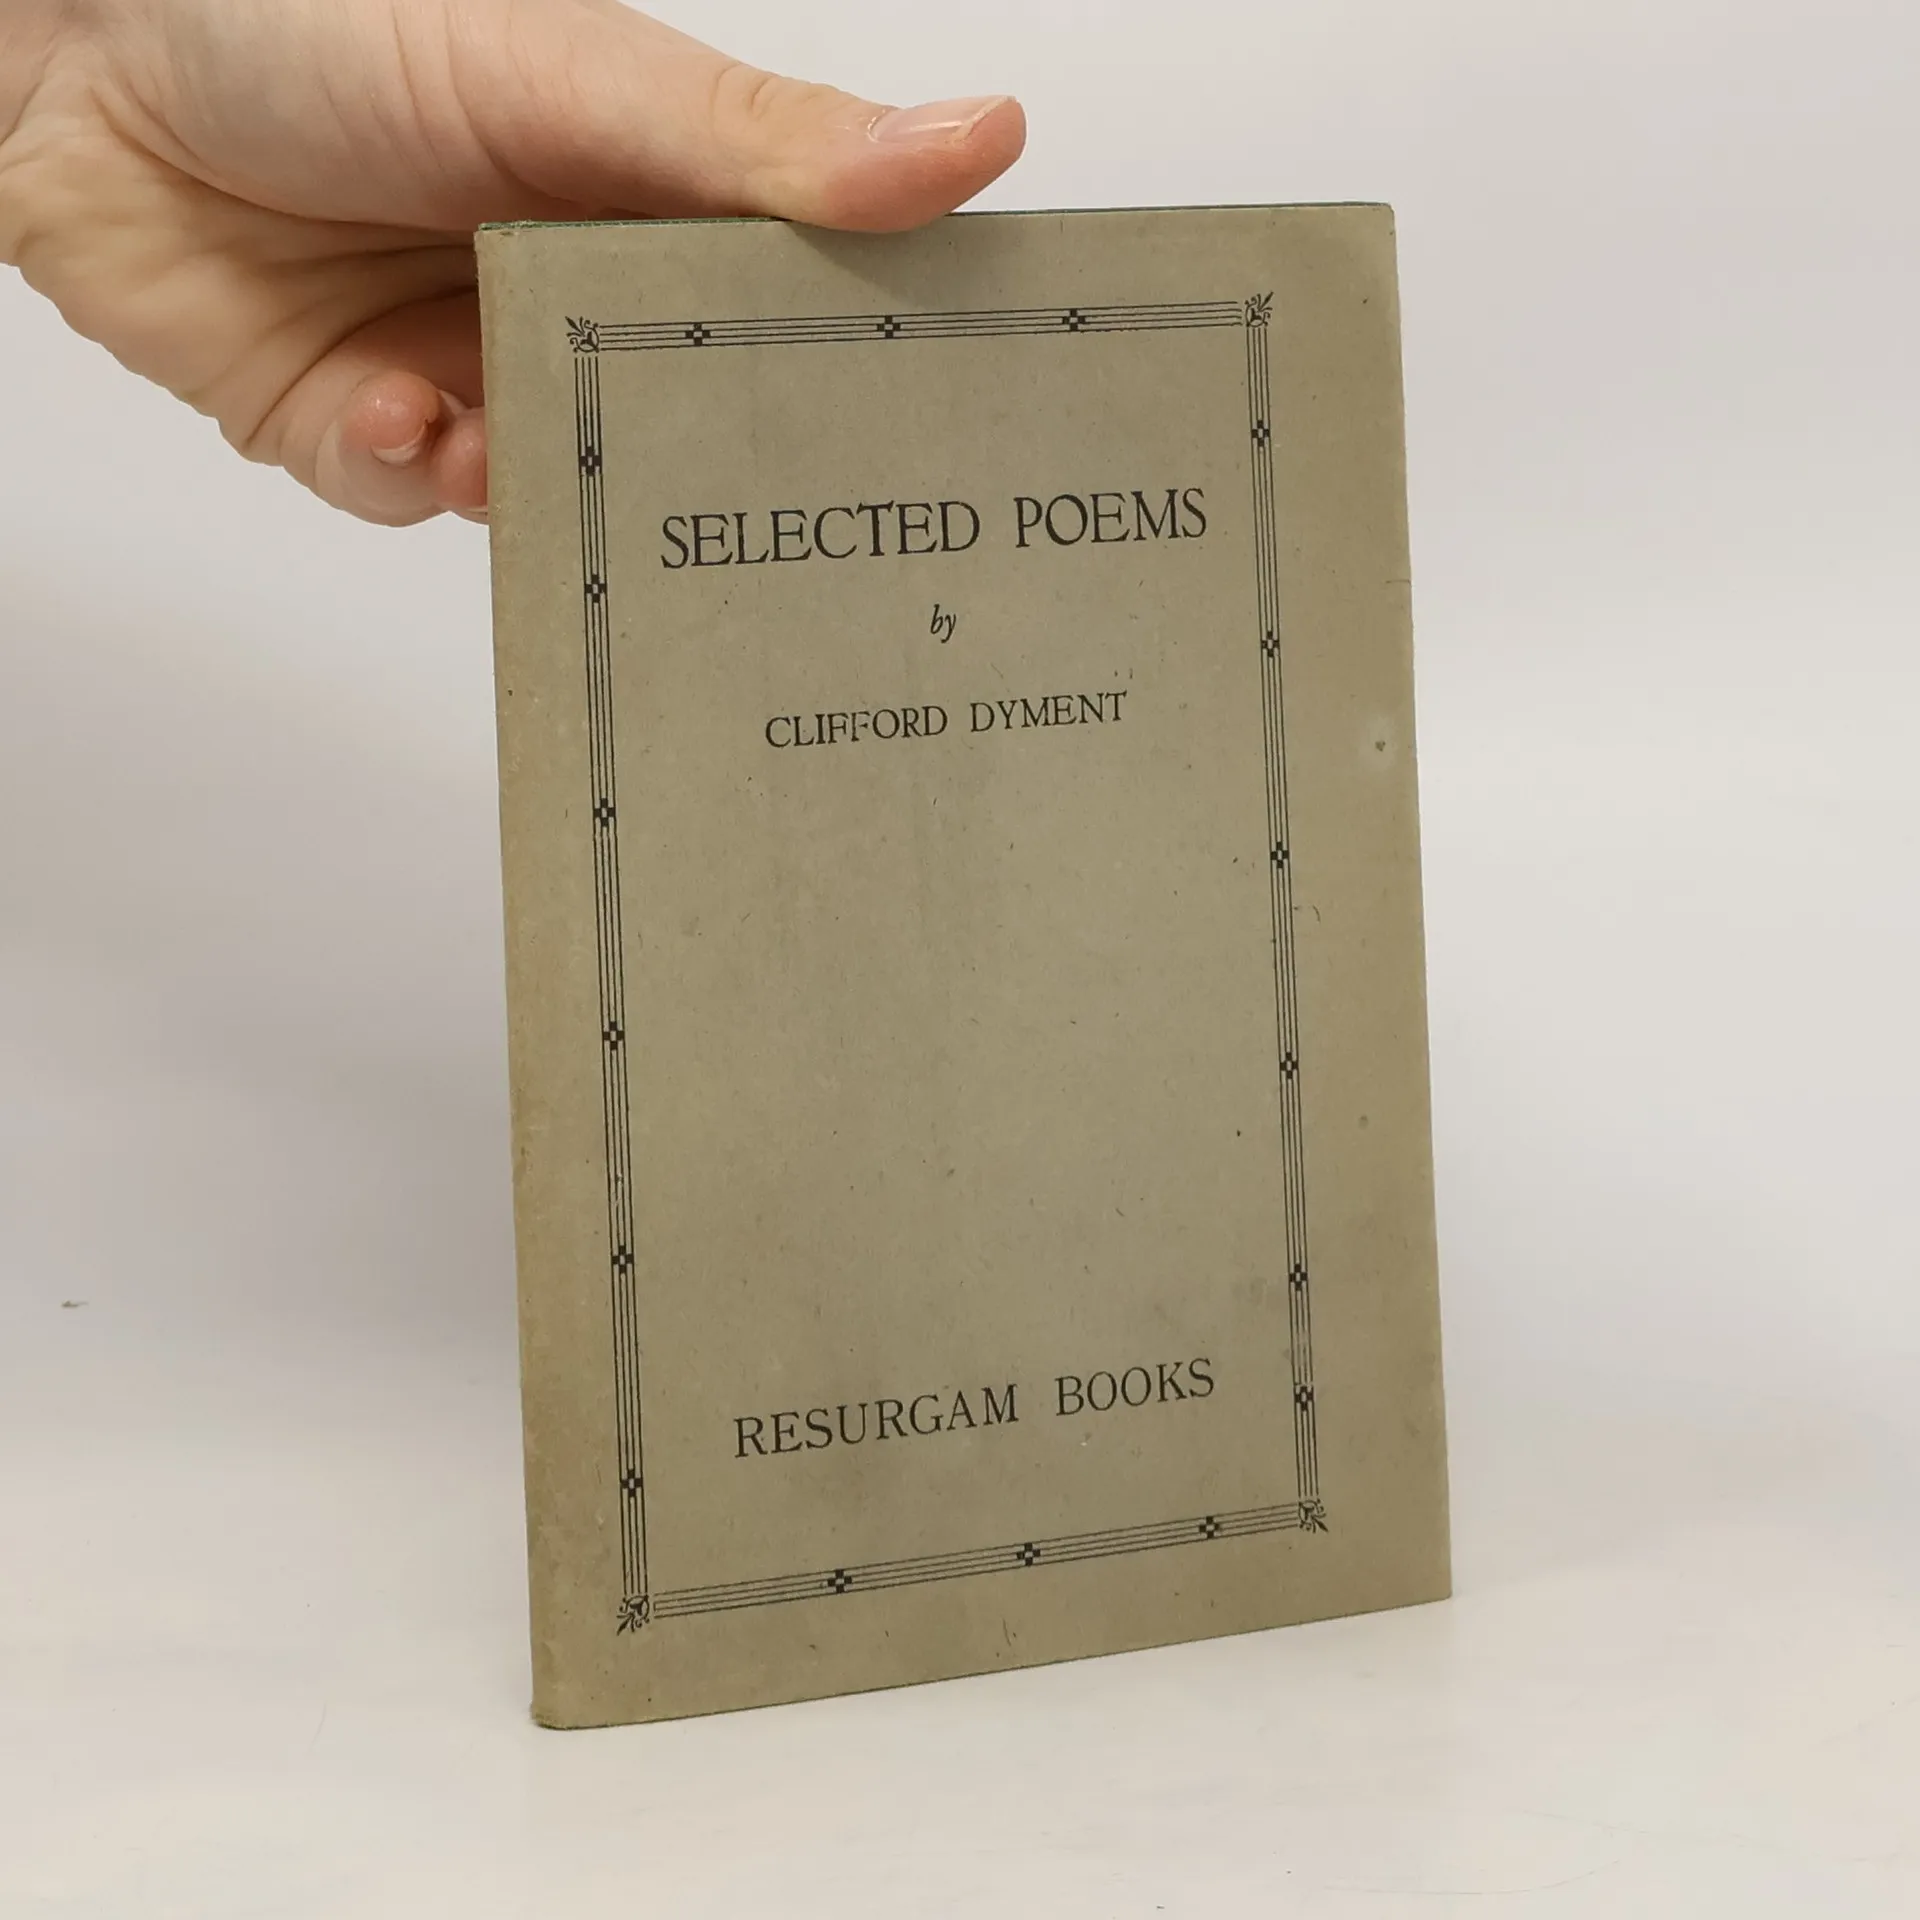 SELECTED POEMS
by
CLIFFORD DYMENT
RESURGAM BOOKS